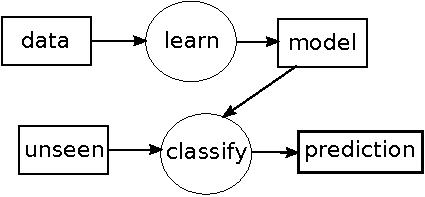 data
learn
model
unseen
classify
prediction